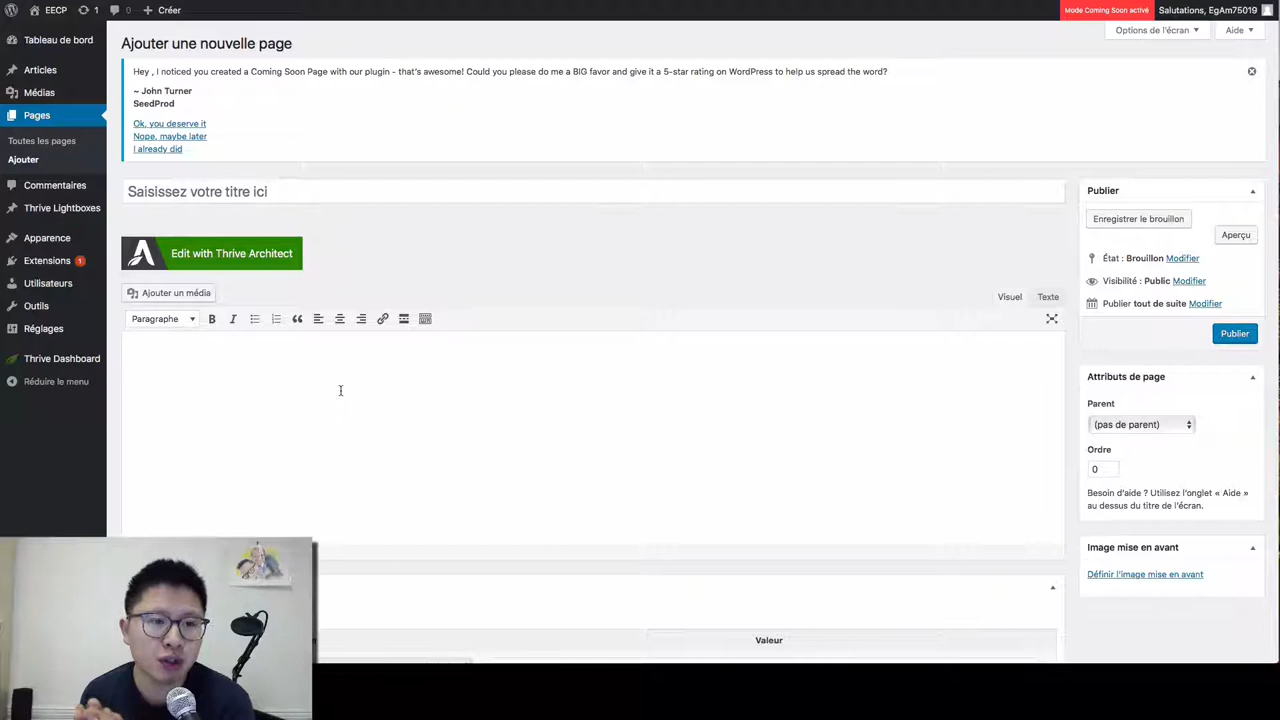 EECP
1
0
Créer
Mode Coming Soon activé
Salutations, EgAm75019
Tableau de bord
Articles
Médias
Pages
Toutes les pages
Ajouter
Commentaires
Thrive Lightboxes
Apparence
Extensions 1
Utilisateurs
Outils
Réglages
Thrive Dashboard
Réduire le menu
Options de l'écran
Aide
Ajouter une nouvelle page
Hey , I noticed you created a Coming Soon Page with our plugin - that's awesome! Could you please do me a BIG favor and give it a 5-star rating on WordPress to help us spread the word?
~ John Turner
SeedProd
Ok, you deserve it
Nope, maybe later
I already did
Saisissez votre titre ici
Edit with Thrive Architect
Ajouter un média
Visuel
Texte
Paragraphe
Valeur
Publier
Enregistrer le brouillon
Aperçu
État : Brouillon Modifier
Visibilité : Public Modifier
Publier tout de suite Modifier
Publier
Attributs de page
Parent
(pas de parent)
Ordre
0
Besoin d'aide ? Utilisez l'onglet « Aide »
au dessus du titre de l'écran.
Image mise en avant
Définir l'image mise en avant